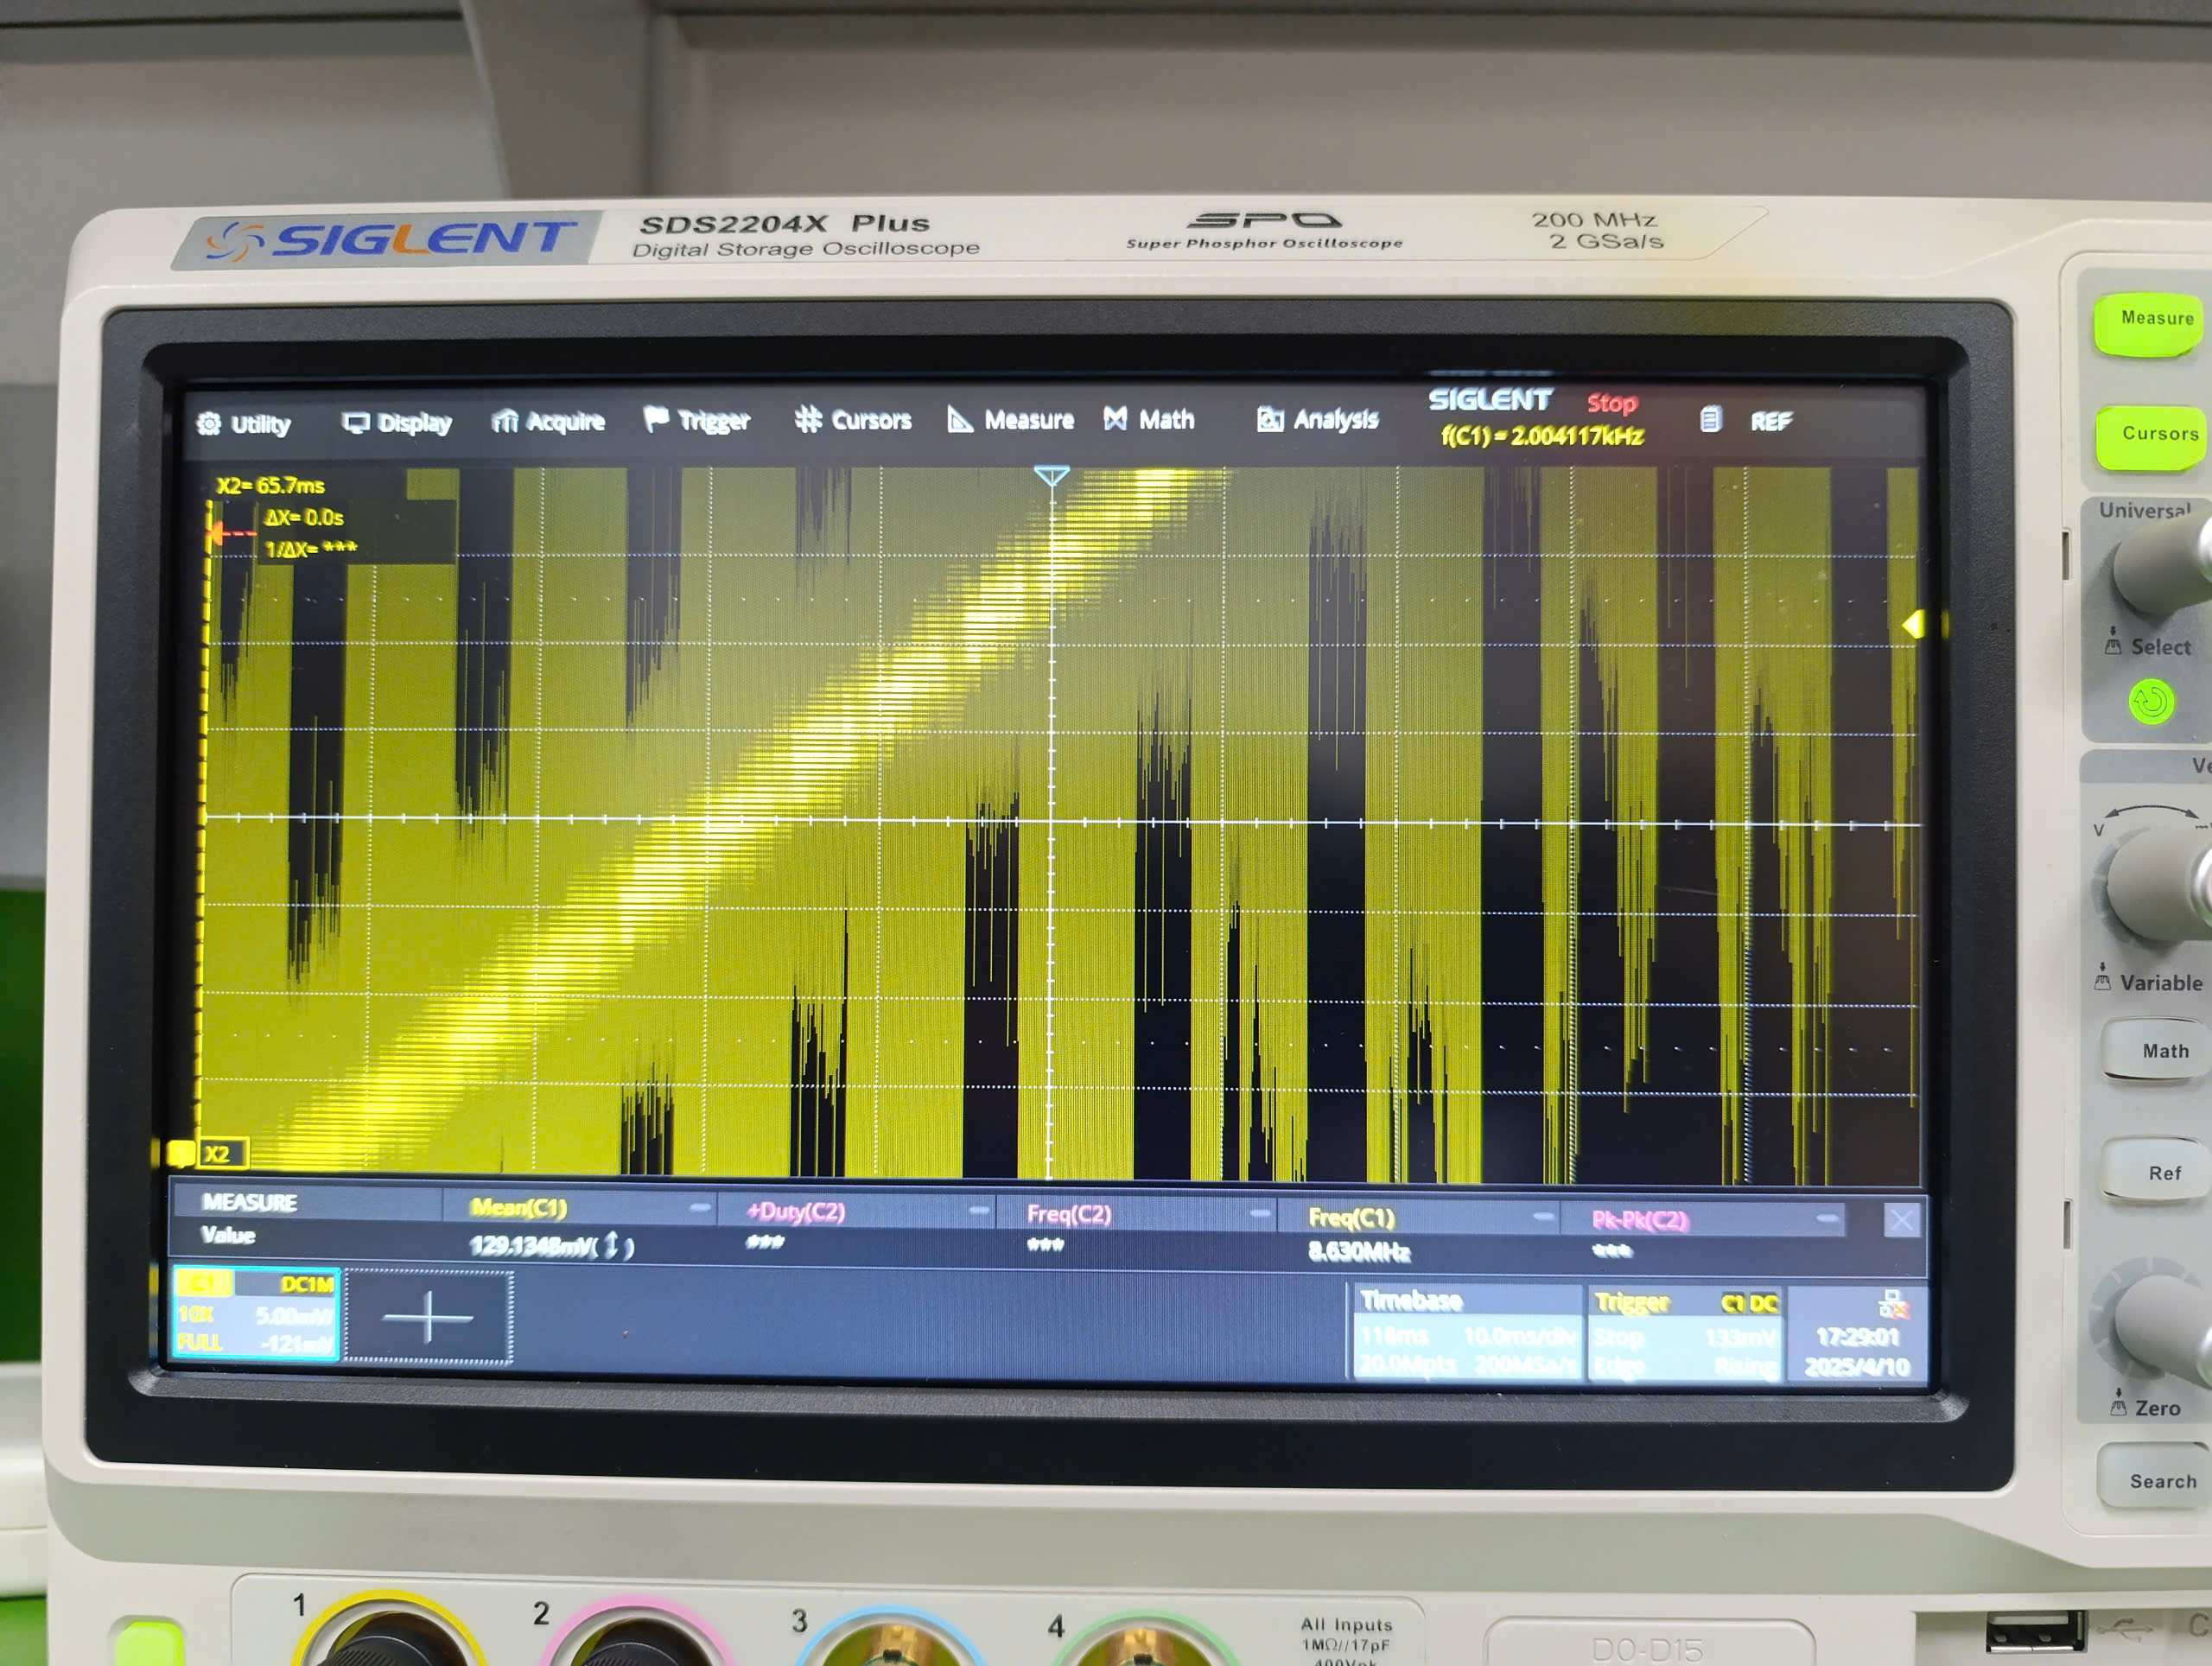 SIGLENT
SDS2204X Plus
Digital Storage Oscilloscope
SPO
Super Phosphor Oscilloscope
200 MHz
2 GSa/s
Utility
Display
Acquire
Trigger
Cursors
Measure
Math
Analysis
SIGLENT
Stop
f(C1) = 2.004117kHz
REF
X2= 65.7ms
ΔX= 0.0s
1/ΔX= ***
X2
MEASURE
Mean(C1)
+Duty(C2)
Freq(C2)
Freq(C1)
Pk-Pk(C2)
Value
129.1348mV(↕)
***
***
8.630MHz
***
C1
DC1M
10X
5.00mV/
FULL
-121mV
Timebase
116ms
10.0ms/div
20.0Mpts
200MSa/s
Trigger
C1 DC
Stop
133mV
Edge
Rising
17:29:01
2025/4/10
Measure
Cursors
Universal
Select
V
Variable
Math
Ref
Zero
Search
1
2
3
4
All Inputs
1MΩ//17pF
400Vpk
D0-D15